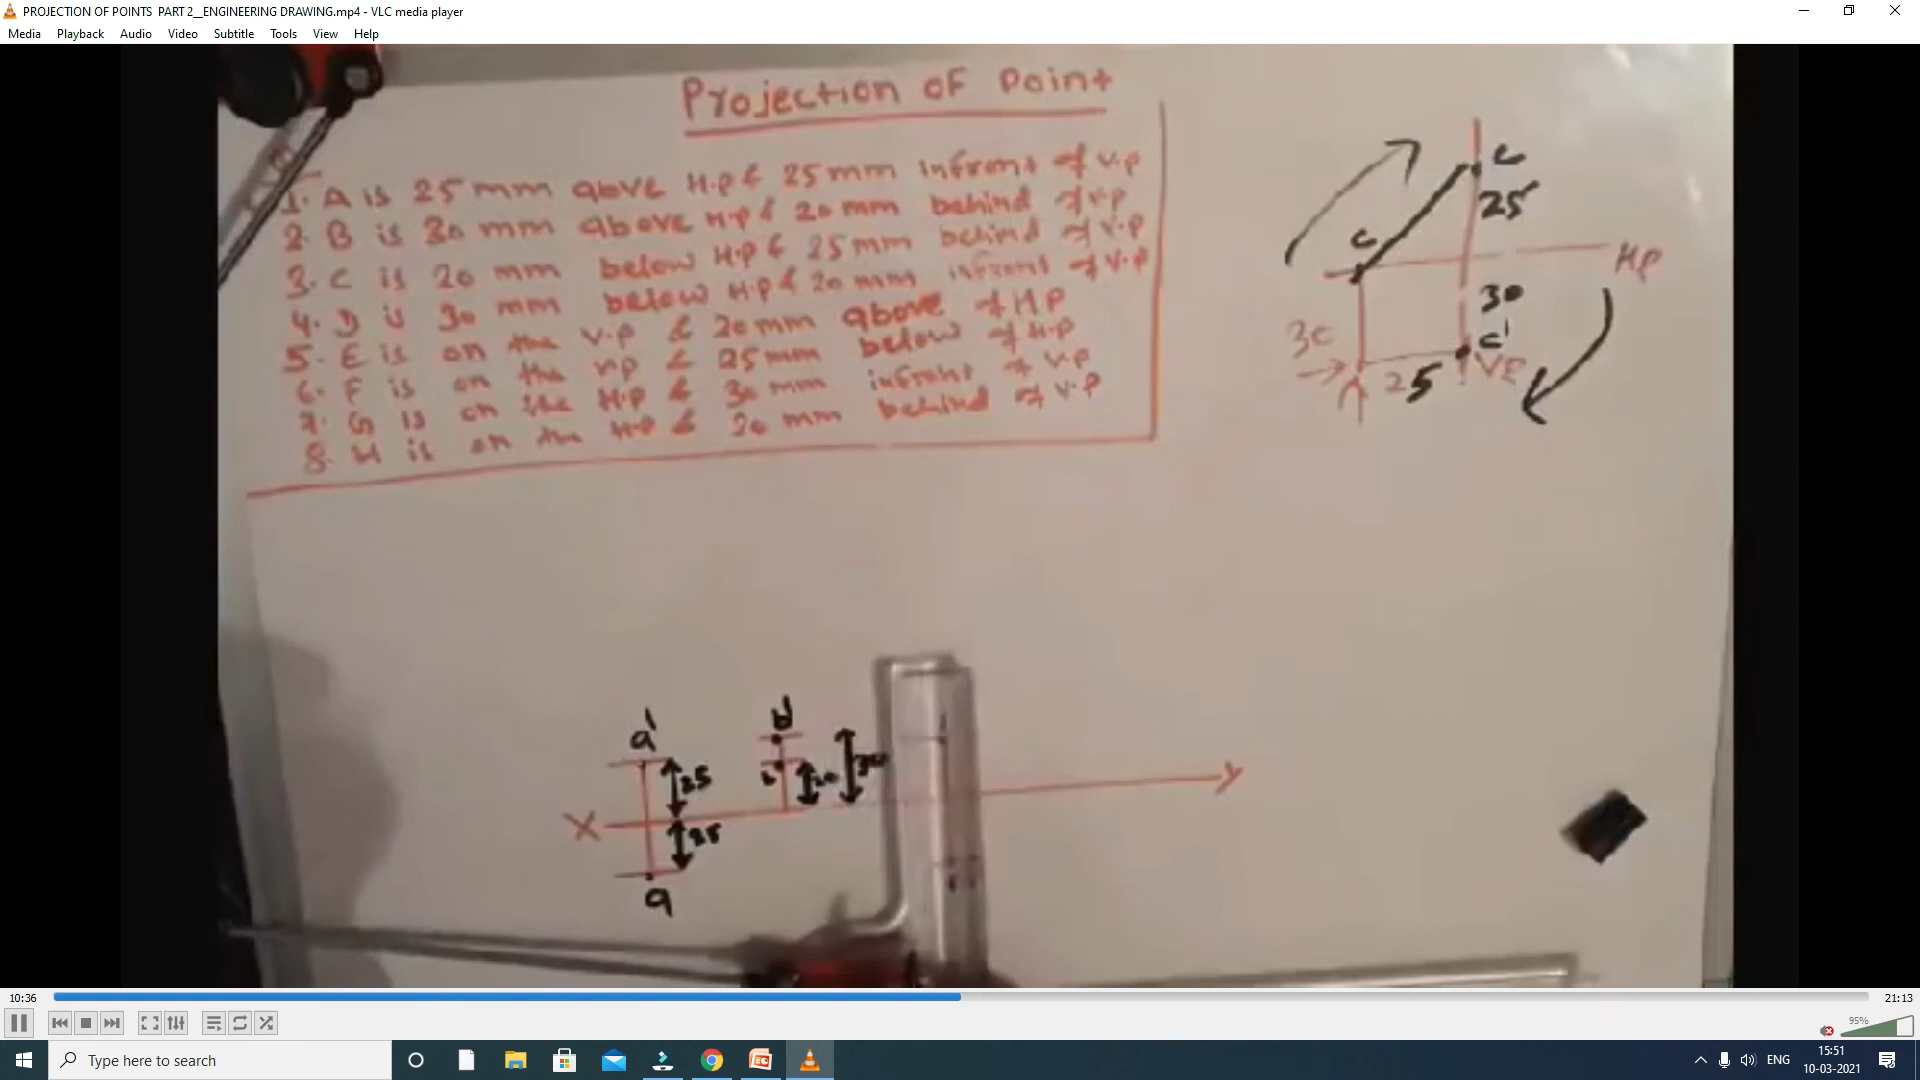 PROJECTION OF POINTS PART 2__ENGINEERING DRAWING.mp4 - VLC media player
Media Playback Audio Video Subtitle Tools View Help
Projection of Point
1. A is 25 mm above H.P & 25 mm infront of V.P
2. B is 30 mm above H.P & 20 mm behind of V.P
3. C is 20 mm below H.P & 25 mm behind of V.P
4. D is 30 mm below H.P & 20 mm infront of V.P
5. E is on the V.P & 20 mm above of HP
6. F is on the VP & 25 mm below of H.P
7. G is on the H.P & 30 mm infront of V.P
8. H is on the H.P & 20 mm behind of V.P
c
25
c
HP
30
30
c'
VP
25
a'
b'
25
20
30
X
Y
25
a
10:36
21:13
95%
Type here to search
ENG
15:51
10-03-2021